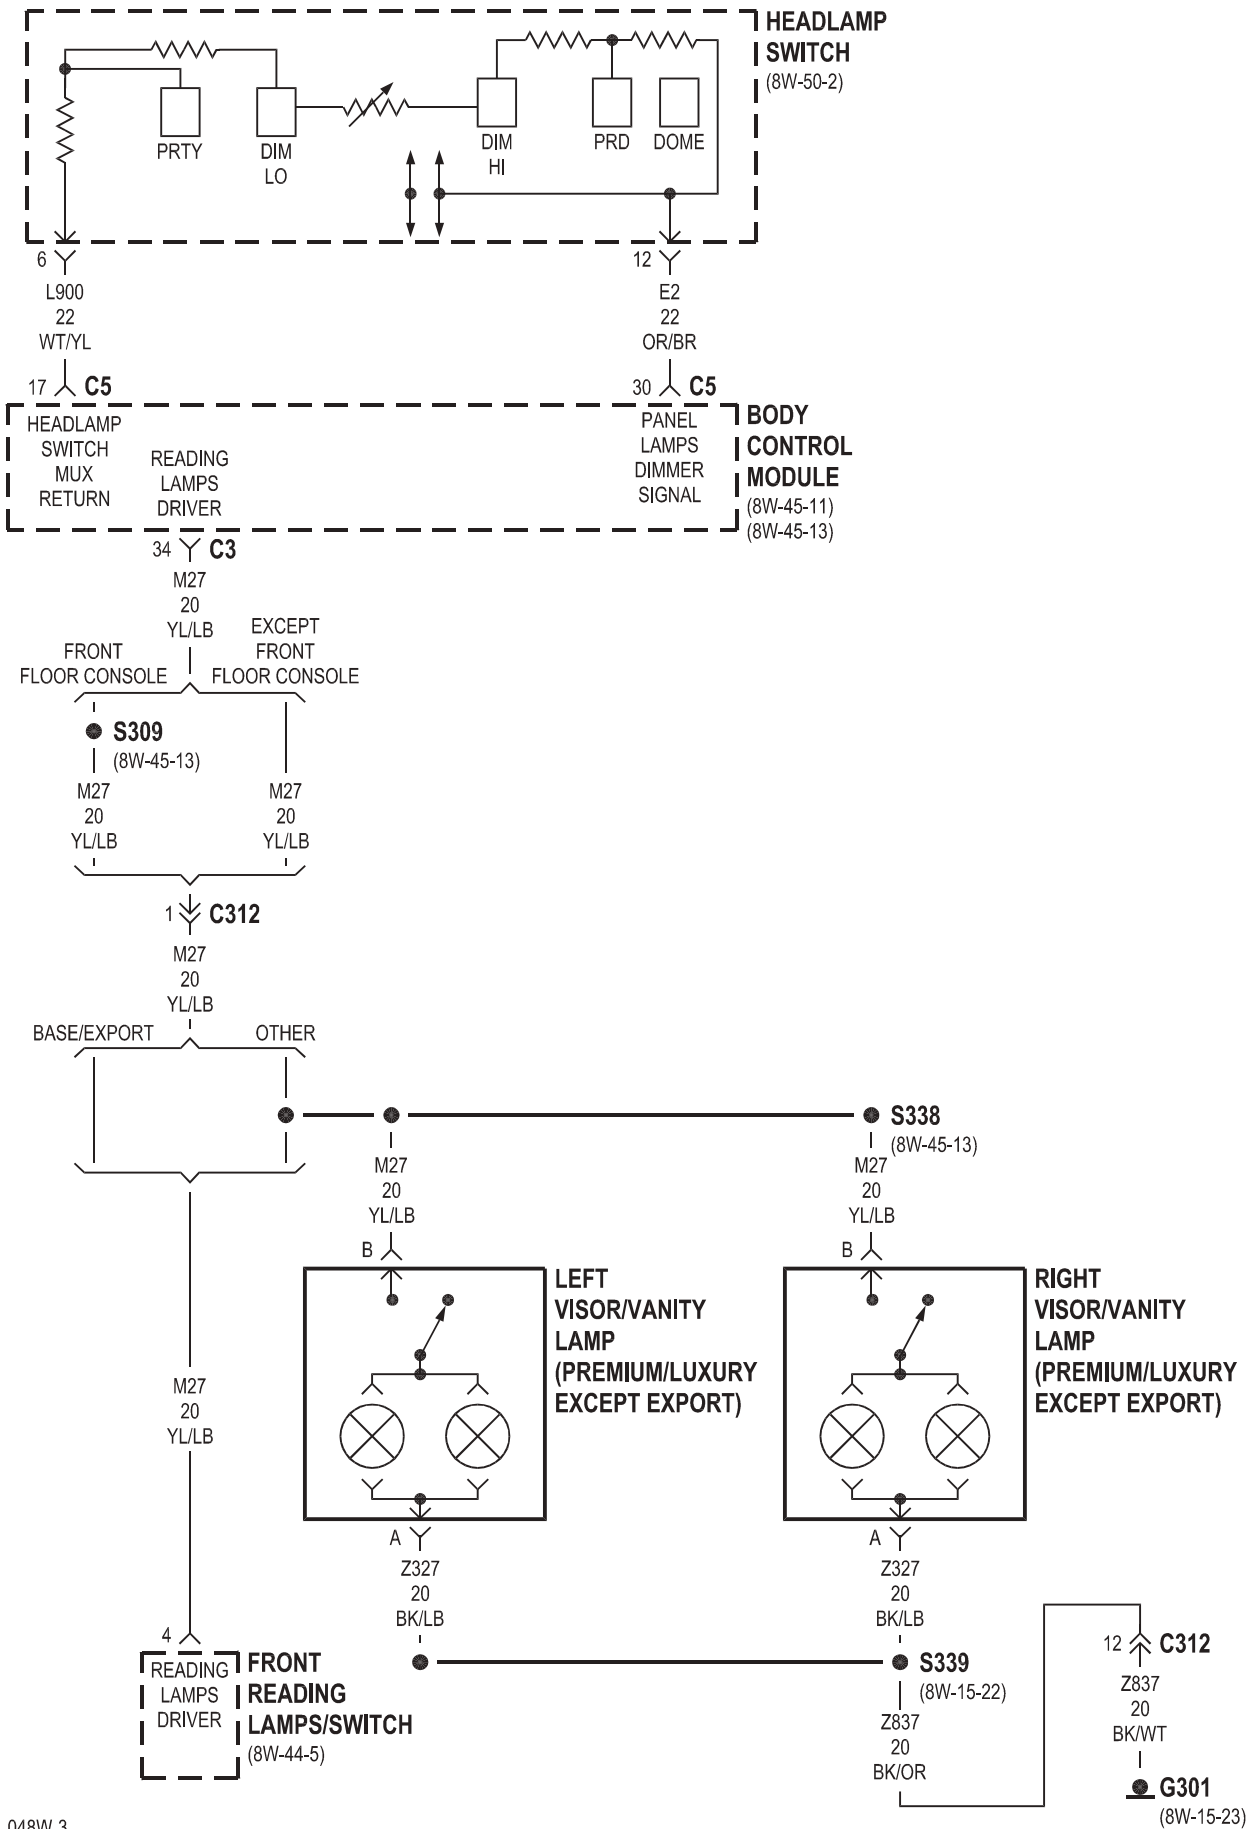 HEADLAMP
SWITCH
(8W-50-2)
PRTY
DIM
LO
DIM
HI
PRD
DOME
6
12
L900
22
WT/YL
E2
22
OR/BR
17
C5
30
C5
HEADLAMP
SWITCH
MUX
RETURN
READING
LAMPS
DRIVER
PANEL
LAMPS
DIMMER
SIGNAL
BODY
CONTROL
MODULE
(8W-45-11)
(8W-45-13)
34
C3
M27
20
YL/LB
FRONT
FLOOR CONSOLE
EXCEPT
FRONT
FLOOR CONSOLE
S309
(8W-45-13)
M27
20
YL/LB
M27
20
YL/LB
1
C312
M27
20
YL/LB
BASE/EXPORT
OTHER
S338
(8W-45-13)
M27
20
YL/LB
M27
20
YL/LB
B
B
LEFT
VISOR/VANITY
LAMP
(PREMIUM/LUXURY
EXCEPT EXPORT)
RIGHT
VISOR/VANITY
LAMP
(PREMIUM/LUXURY
EXCEPT EXPORT)
M27
20
YL/LB
A
A
Z327
20
BK/LB
Z327
20
BK/LB
4
READING
LAMPS
DRIVER
FRONT
READING
LAMPS/SWITCH
(8W-44-5)
S339
(8W-15-22)
Z837
20
BK/OR
12
C312
Z837
20
BK/WT
G301
(8W-15-23)
048W-3